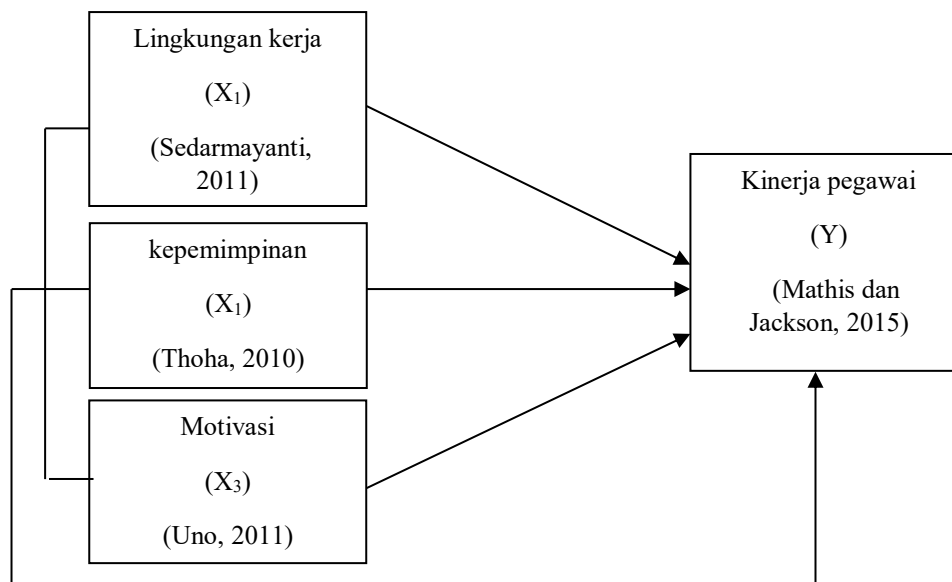 Lingkungan kerja
(X₁)
(Sedarmayanti,
2011)
kepemimpinan
(X₁)
(Thoha, 2010)
Motivasi
(X₃)
(Uno, 2011)
Kinerja pegawai
(Y)
(Mathis dan
Jackson, 2015)